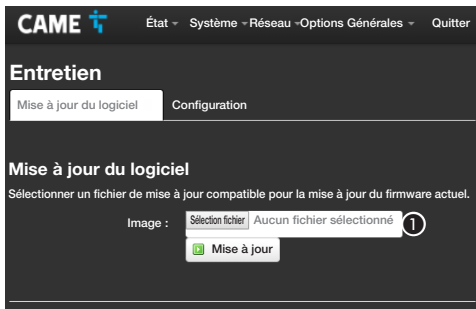 CAME
État Système Réseau Options Générales Quitter
Entretien
Mise à jour du logiciel Configuration
Mise à jour du logiciel
Sélectionner un fichier de mise à jour compatible pour la mise à jour du firmware actuel.
Image : Sélection fichier Aucun fichier sélectionné ①
Mise à jour